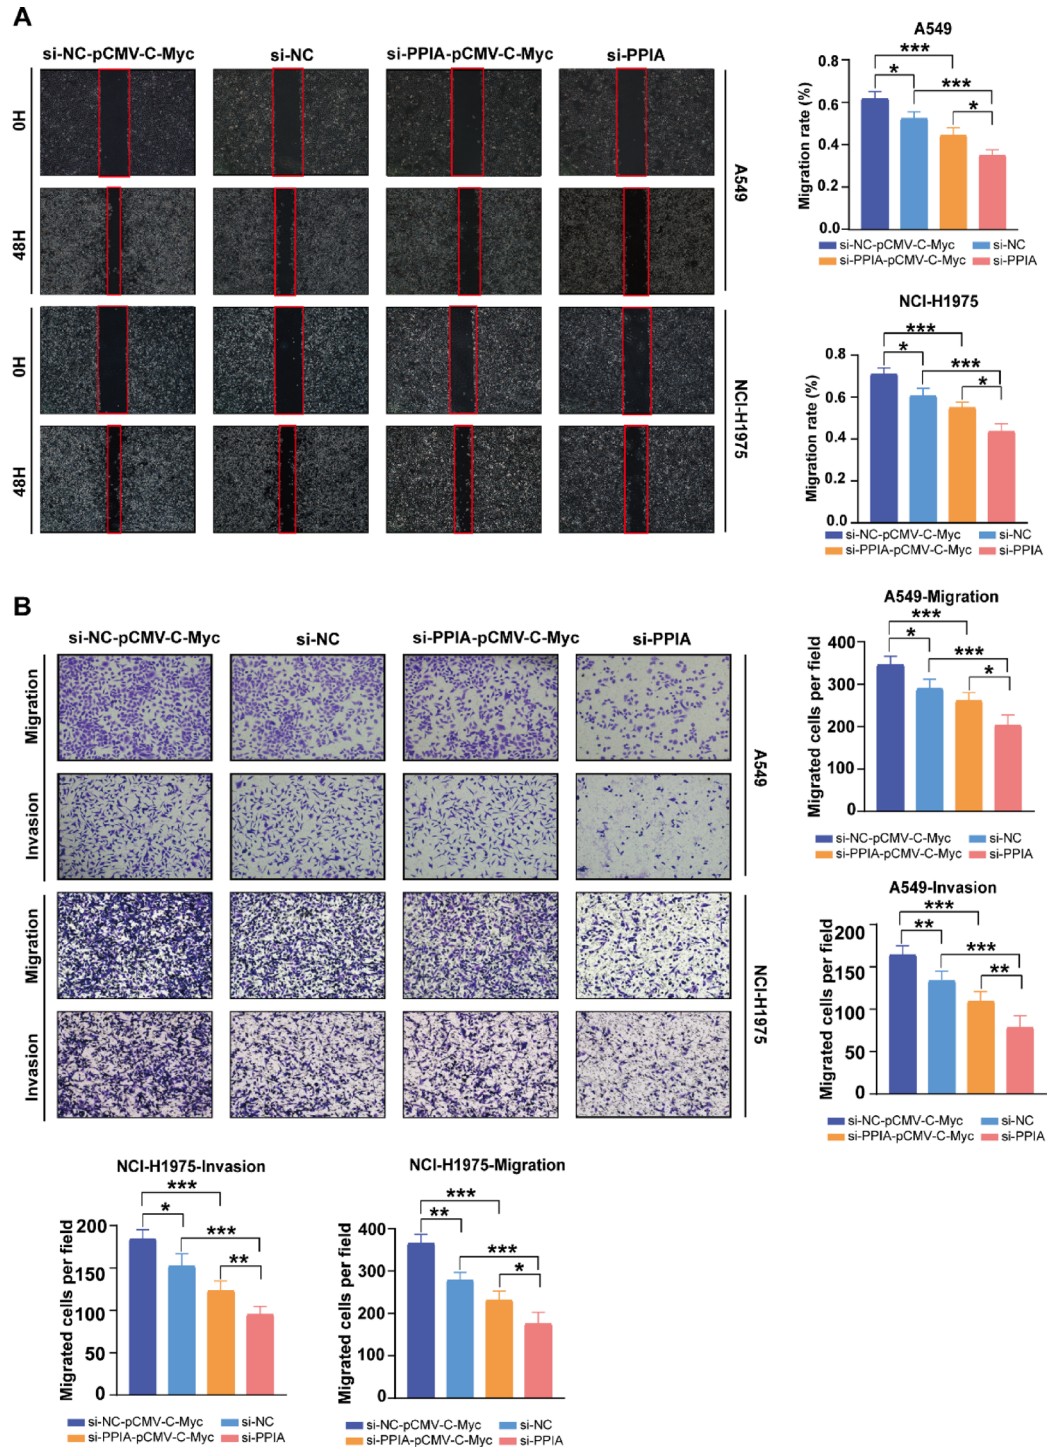 A
si-NC-pCMV-C-Myc si-NC si-PPIA-pCMV-C-Myc si-PPIA
0H
48H
A549
0H
48H
NCI-H1975
A549
***
* ***
*
Migration rate (%)
0.8
0.6
0.4
0.2
0.0
si-NC-pCMV-C-Myc si-NC
si-PPIA-pCMV-C-Myc si-PPIA
NCI-H1975
***
* ***
*
Migration rate (%)
0.8
0.6
0.4
0.2
0.0
si-NC-pCMV-C-Myc si-NC
si-PPIA-pCMV-C-Myc si-PPIA
B
si-NC-pCMV-C-Myc si-NC si-PPIA-pCMV-C-Myc si-PPIA
Migration
Invasion
A549
Migration
Invasion
NCI-H1975
A549-Migration
***
* ***
*
Migrated cells per field
400
300
200
100
0
si-NC-pCMV-C-Myc si-NC
si-PPIA-pCMV-C-Myc si-PPIA
A549-Invasion
***
** ***
**
Migrated cells per field
200
150
100
50
0
si-NC-pCMV-C-Myc si-NC
si-PPIA-pCMV-C-Myc si-PPIA
NCI-H1975-Invasion
***
* ***
**
Migrated cells per field
200
150
100
50
0
si-NC-pCMV-C-Myc si-NC
si-PPIA-pCMV-C-Myc si-PPIA
NCI-H1975-Migration
***
** ***
*
Migrated cells per field
400
300
200
100
0
si-NC-pCMV-C-Myc si-NC
si-PPIA-pCMV-C-Myc si-PPIA